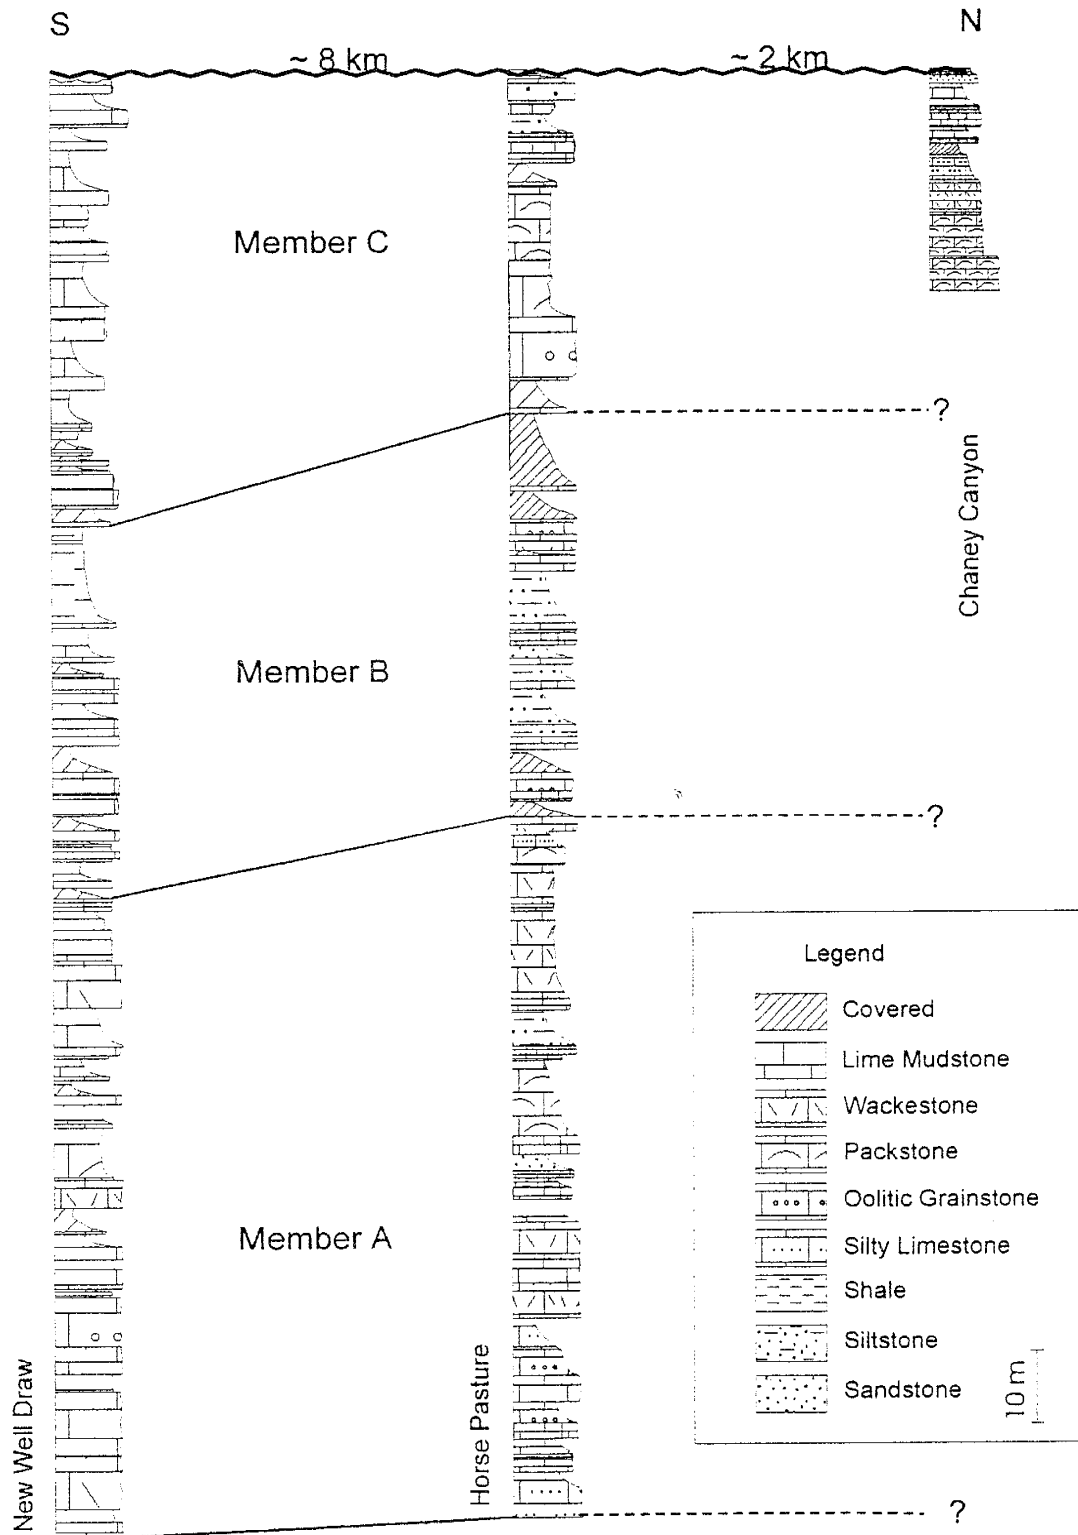 S
N
~ 8 km
~ 2 km
Member C
?
Chaney Canyon
Member B
?
Member A
New Well Draw
Horse Pasture
Legend
Covered
Lime Mudstone
Wackestone
Packstone
Oolitic Grainstone
Silty Limestone
Shale
Siltstone
Sandstone
10 m
?